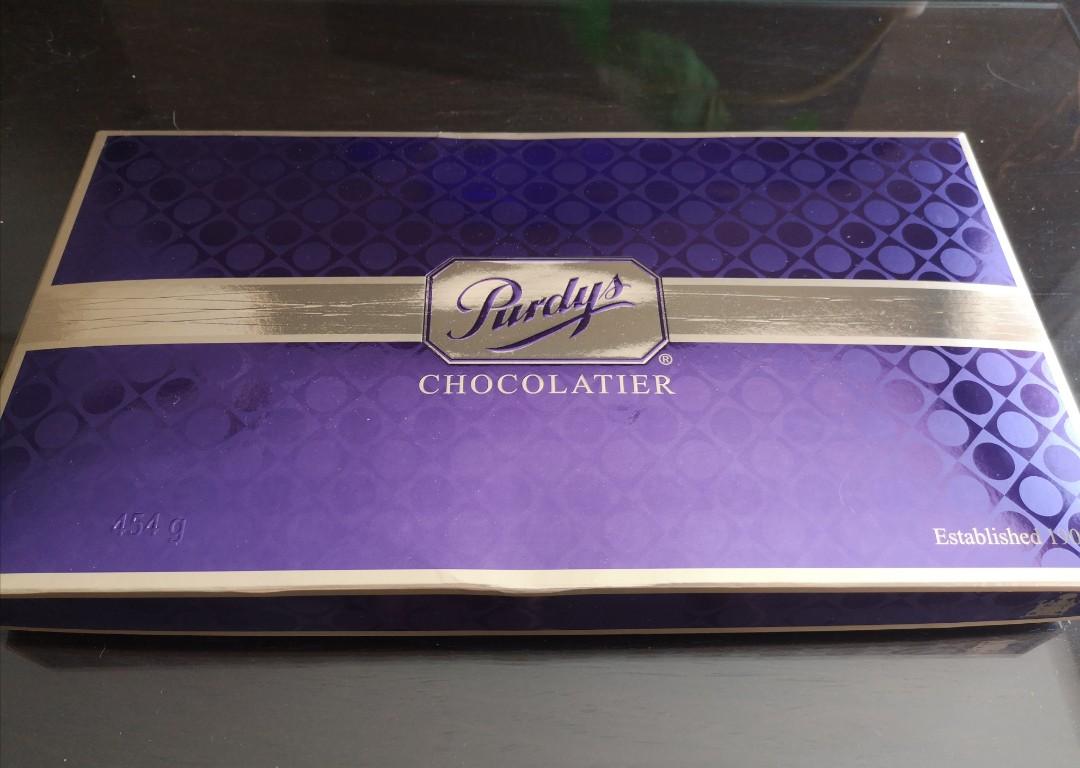 Purdys
®
CHOCOLATIER
454 g
Established